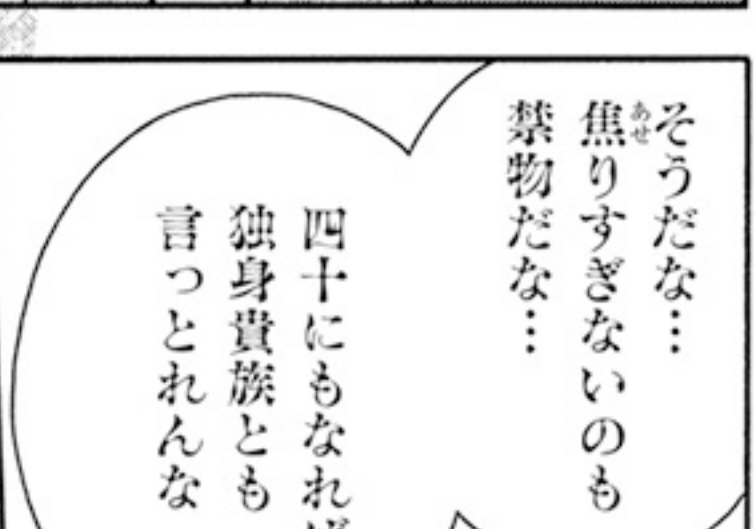 そうだな…
焦りすぎないのも
禁物だな…
四十にもなれば
独身貴族とも
言っとれんな